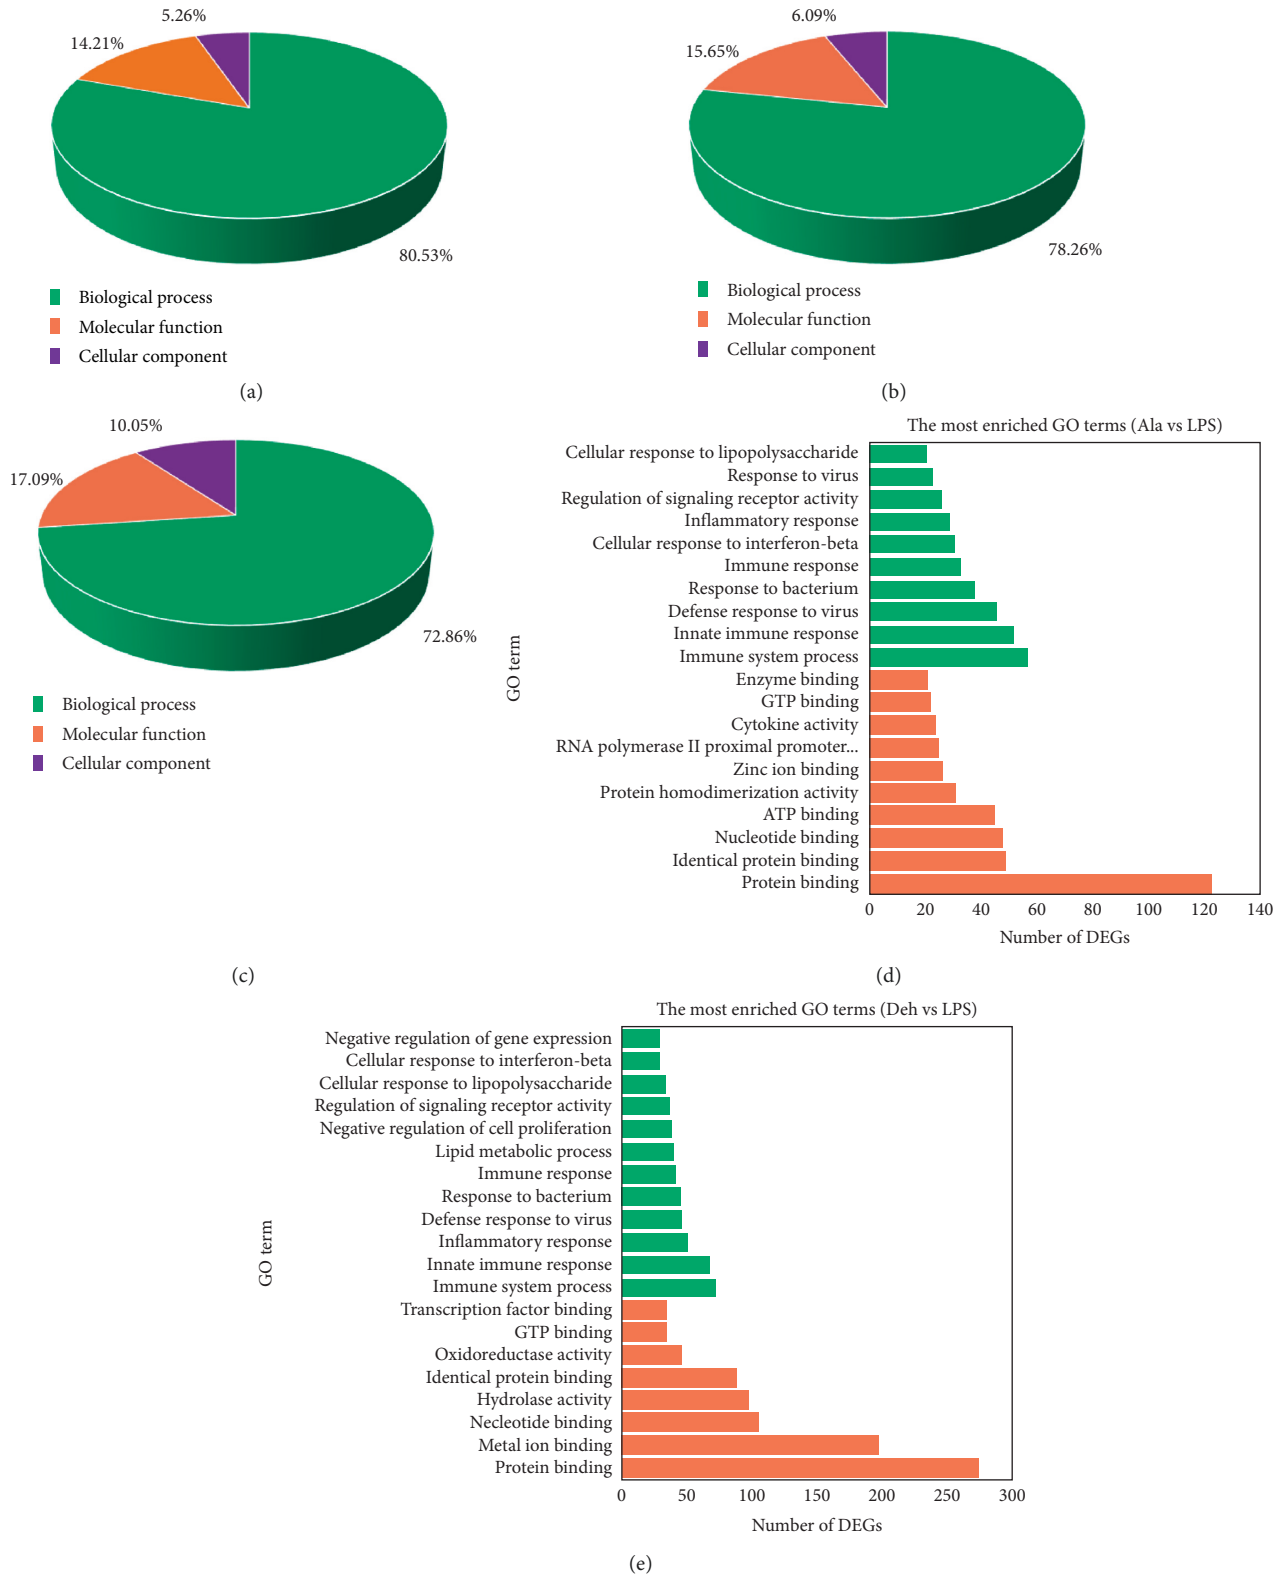 5.26%
14.21%
80.53%
Biological process
Molecular function
Cellular component
(a)
6.09%
15.65%
78.26%
Biological process
Molecular function
Cellular component
(b)
10.05%
17.09%
72.86%
Biological process
Molecular function
Cellular component
(c)
The most enriched GO terms (Ala vs LPS)
GO term
Cellular response to lipopolysaccharide
Response to virus
Regulation of signaling receptor activity
Inflammatory response
Cellular response to interferon-beta
Immune response
Response to bacterium
Defense response to virus
Innate immune response
Immune system process
Enzyme binding
GTP binding
Cytokine activity
RNA polymerase II proximal promoter...
Zinc ion binding
Protein homodimerization activity
ATP binding
Nucleotide binding
Identical protein binding
Protein binding
0 20 40 60 80 100 120 140
Number of DEGs
(d)
The most enriched GO terms (Deh vs LPS)
GO term
Negative regulation of gene expression
Cellular response to interferon-beta
Cellular response to lipopolysaccharide
Regulation of signaling receptor activity
Negative regulation of cell proliferation
Lipid metabolic process
Immune response
Response to bacterium
Defense response to virus
Inflammatory response
Innate immune response
Immune system process
Transcription factor binding
GTP binding
Oxidoreductase activity
Identical protein binding
Hydrolase activity
Necleotide binding
Metal ion binding
Protein binding
0 50 100 150 200 250 300
Number of DEGs
(e)